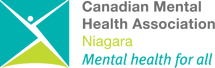 Canadian Mental
Health Association
Niagara
Mental health for all